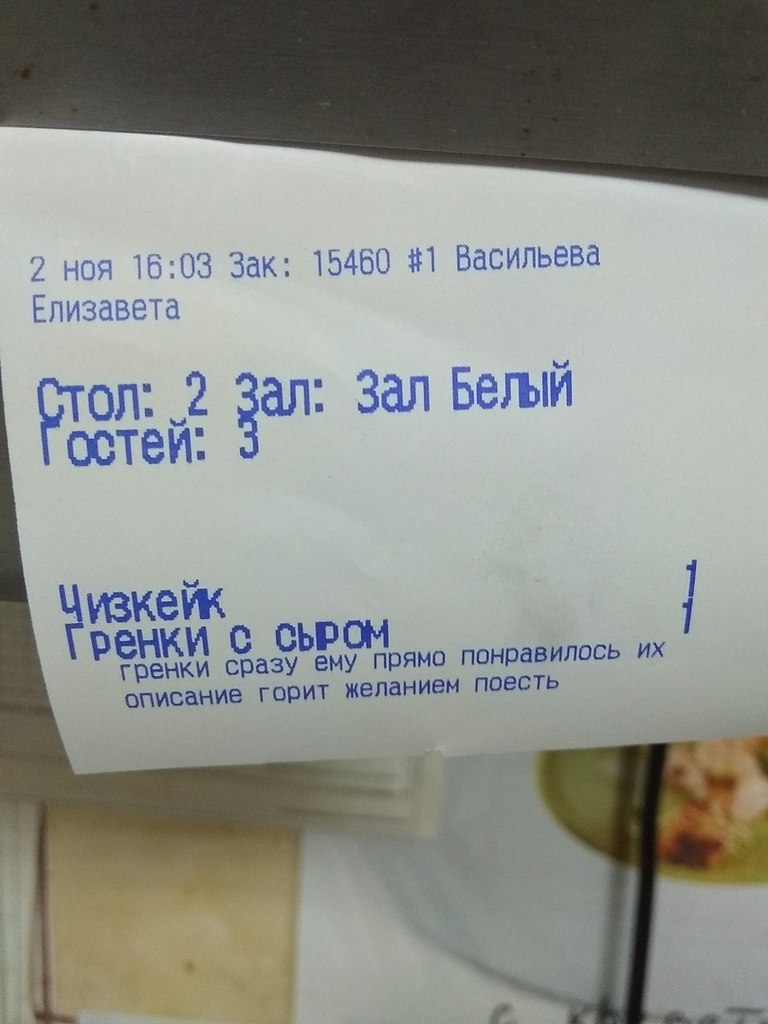 2 ноя 16:03 Зак: 15460 #1 Васильева
Елизавета
Стол: 2 Зал: Зал Белый
Гостей: 3
Чизкейк 1
Гренки с сыром 1
гренки сразу ему прямо понравилось их
описание горит желанием поесть